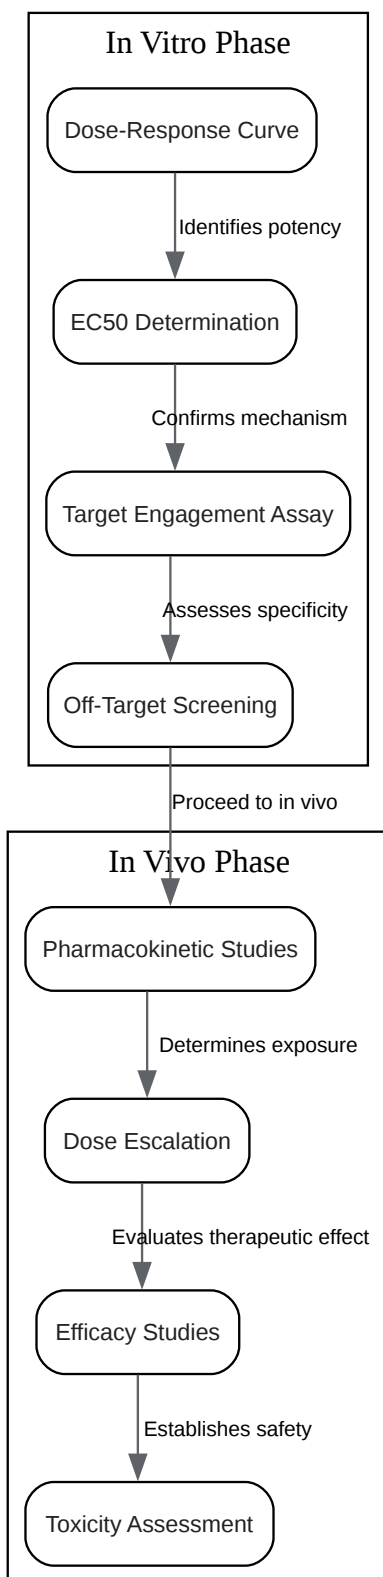 In Vitro Phase
Dose-Response Curve
Identifies potency
EC50 Determination
Confirms mechanism
Target Engagement Assay
Assesses specificity
Off-Target Screening
Proceed to in vivo
In Vivo Phase
Pharmacokinetic Studies
Determines exposure
Dose Escalation
Evaluates therapeutic effect
Efficacy Studies
Establishes safety
Toxicity Assessment